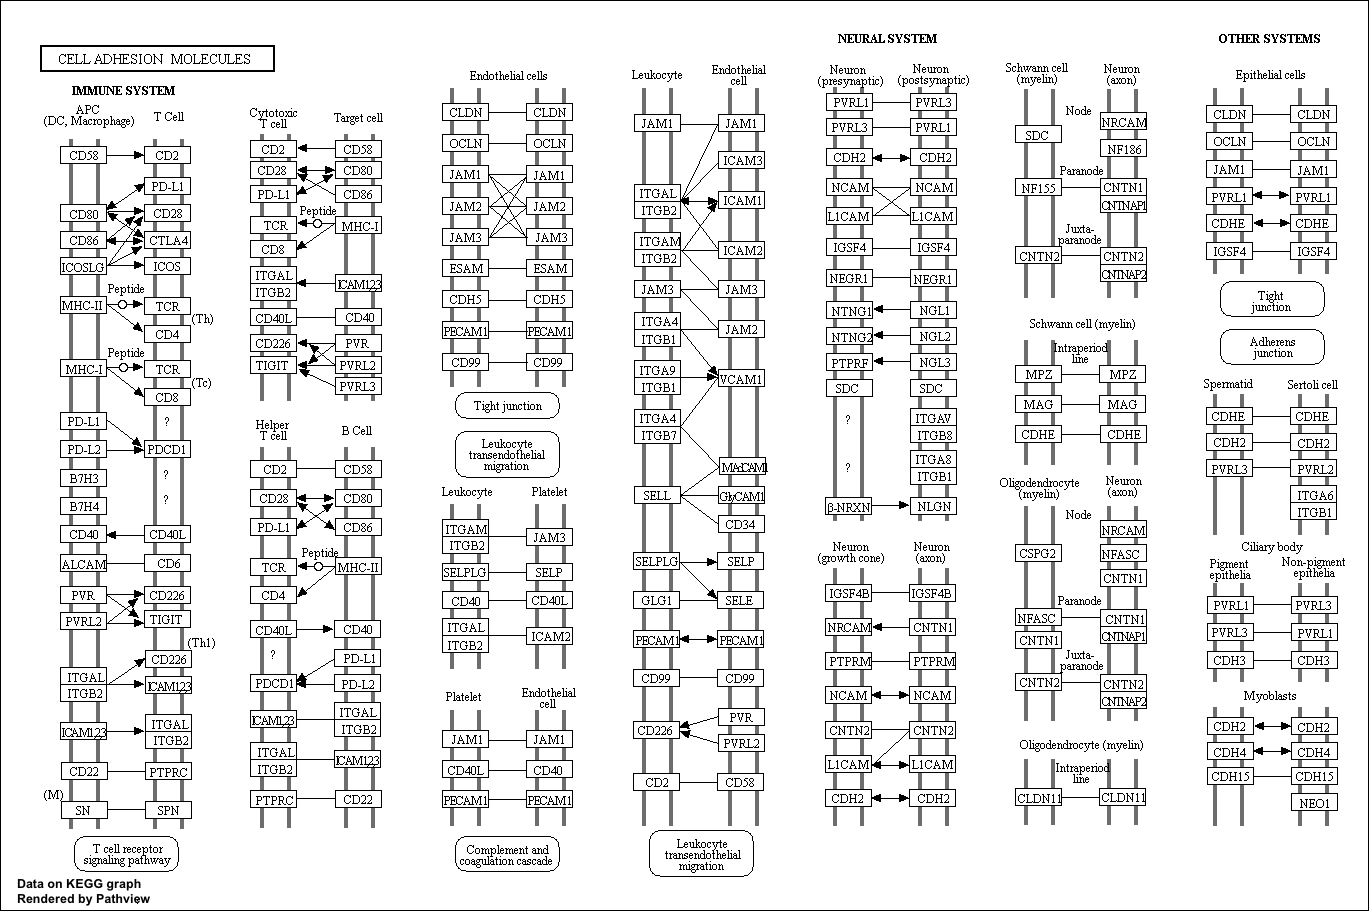 CELL ADHESION MOLECULES
IMMUNE SYSTEM
APC
(DC, Macrophage)
T Cell
CD58
CD2
PD-L1
CD80
CD28
CD86
CTLA4
ICOSLG
ICOS
Peptide
MHC-II
TCR
(Th)
CD4
Peptide
MHC-I
TCR
(Tc)
CD8
PD-L1
?
PD-L2
PDCD1
B7H3
?
B7H4
?
CD40
CD40L
ALCAM
CD6
PVR
CD226
PVRL2
TIGIT
(Th1)
CD226
ITGAL
ITGB2
ICAM123
ICAM123
ITGAL
ITGB2
CD22
PTPRC
(M)
SN
SPN
T cell receptor
signaling pathway
Cytotoxic
T cell
Target cell
CD2
CD58
CD28
CD80
PD-L1
CD86
Peptide
TCR
MHC-I
CD8
ITGAL
ITGB2
ICAM123
CD40L
CD40
CD226
PVR
TIGIT
PVRL2
PVRL3
Helper
T cell
B Cell
CD2
CD58
CD28
CD80
PD-L1
CD86
Peptide
TCR
MHC-II
CD4
CD40L
CD40
?
PD-L1
PDCD1
PD-L2
ICAM123
ITGAL
ITGB2
ITGAL
ITGB2
ICAM123
PTPRC
CD22
Endothelial cells
CLDN
CLDN
OCLN
OCLN
JAM1
JAM1
JAM2
JAM2
JAM3
JAM3
ESAM
ESAM
CDH5
CDH5
PECAM1
PECAM1
CD99
CD99
Tight junction
Leukocyte
transendothelial
migration
Leukocyte
Platelet
ITGAM
ITGB2
JAM3
SELPLG
SELP
CD40
CD40L
ITGAL
ITGB2
ICAM2
Platelet
Endothelial
cell
JAM1
JAM1
CD40L
CD40
PECAM1
PECAM1
Complement and
coagulation cascade
Leukocyte
Endothelial
cell
JAM1
JAM1
ICAM3
ITGAL
ITGB2
ICAM1
ITGAM
ITGB2
ICAM2
JAM3
JAM3
ITGA4
ITGB1
JAM2
ITGA9
ITGB1
VCAM1
ITGA4
ITGB7
MAdCAM1
SELL
GlyCAM1
CD34
SELPLG
SELP
GLG1
SELE
PECAM1
PECAM1
CD99
CD99
CD226
PVR
PVRL2
CD2
CD58
Leukocyte
transendothelial
migration
NEURAL SYSTEM
Neuron
(presynaptic)
Neuron
(postsynaptic)
PVRL1
PVRL3
PVRL3
PVRL1
CDH2
CDH2
NCAM
NCAM
L1CAM
L1CAM
IGSF4
IGSF4
NEGR1
NEGR1
NTNG1
NGL1
NTNG2
NGL2
PTPRF
NGL3
SDC
SDC
?
ITGAV
ITGB8
?
ITGA8
ITGB1
β-NRXN
NLGN
Neuron
(growth cone)
Neuron
(axon)
IGSF4B
IGSF4B
NRCAM
CNTN1
PTPRM
PTPRM
NCAM
NCAM
CNTN2
CNTN2
L1CAM
L1CAM
CDH2
CDH2
Schwann cell
(myelin)
Neuron
(axon)
Node
NRCAM
SDC
NF186
Paranode
NF155
CNTN1
CNTNAP1
Juxta-
paranode
CNTN2
CNTN2
CNTNAP2
Schwann cell (myelin)
Intraperiod
line
MPZ
MPZ
MAG
MAG
CDHE
CDHE
Oligodendrocyte
(myelin)
Neuron
(axon)
Node
NRCAM
CSPG2
NFASC
CNTN1
Paranode
NFASC
CNTN1
CNTN1
CNTNAP1
Juxta-
paranode
CNTN2
CNTN2
CNTNAP2
Oligodendrocyte (myelin)
Intraperiod
line
CLDN11
CLDN11
OTHER SYSTEMS
Epithelial cells
CLDN
CLDN
OCLN
OCLN
JAM1
JAM1
PVRL1
PVRL1
CDHE
CDHE
IGSF4
IGSF4
Tight
junction
Adherens
junction
Spermatid
Sertoli cell
CDHE
CDHE
CDH2
CDH2
PVRL3
PVRL2
ITGA6
ITGB1
Ciliary body
Pigment
epithelia
Non-pigment
epithelia
PVRL1
PVRL3
PVRL3
PVRL1
CDH3
CDH3
Myoblasts
CDH2
CDH2
CDH4
CDH4
CDH15
CDH15
NEO1
Data on KEGG graph
Rendered by Pathview